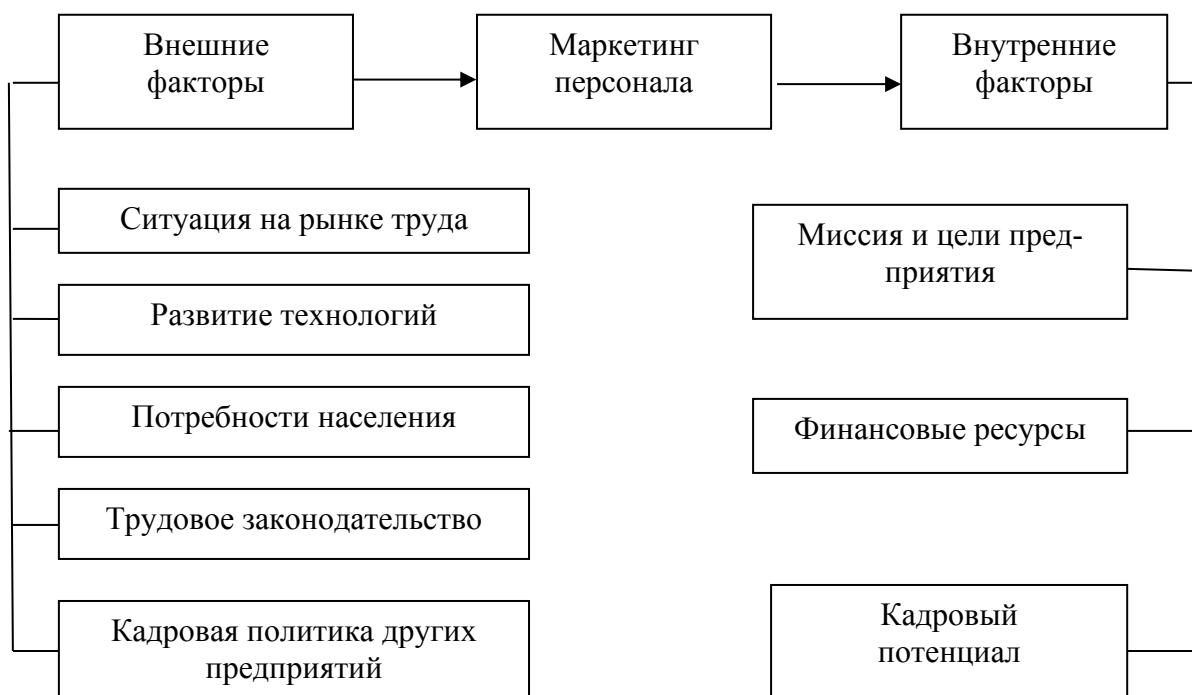 Внешние
факторы
Маркетинг
персонала
Внутренние
факторы
Ситуация на рынке труда
Развитие технологий
Потребности населения
Трудовое законодательство
Кадровая политика других
предприятий
Миссия и цели пред-
приятия
Финансовые ресурсы
Кадровый
потенциал